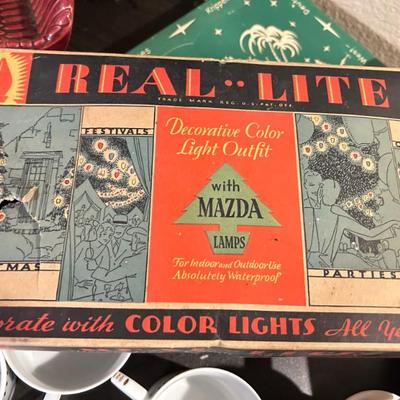 REAL·LITE
TRADE MARK REG. U.S. PAT. OFF.
FESTIVALS
Decorative Color
Light Outfit
with
MAZDA
LAMPS
For Indoor and Outdoor Use
Absolutely Waterproof
MAS
PARTIES
orate with COLOR LIGHTS All Ye